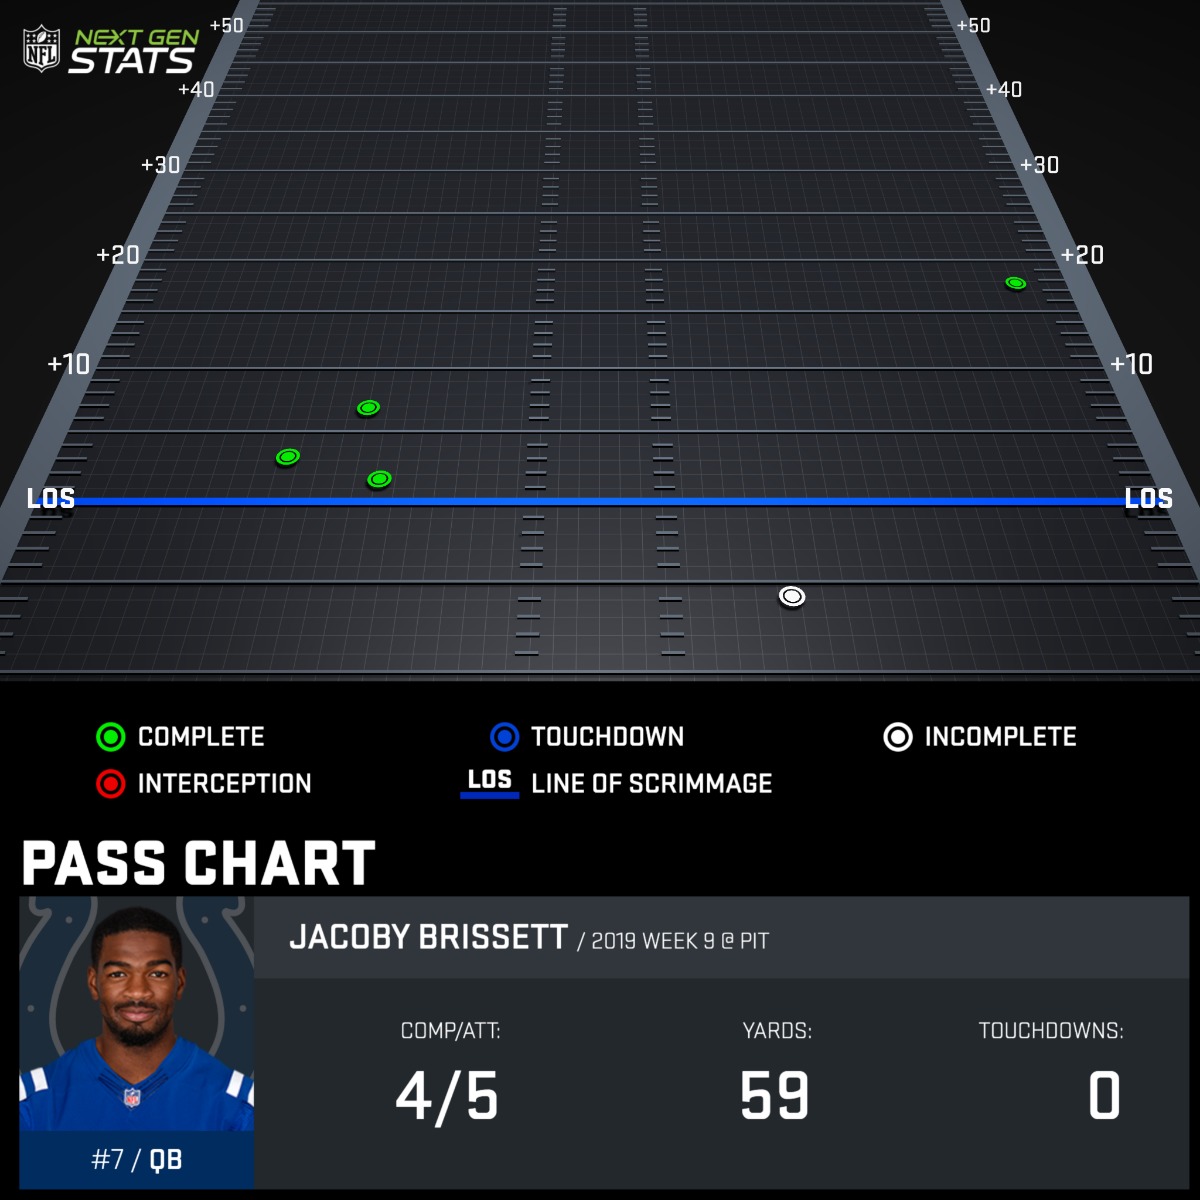 NFL NEXT GEN STATS
+50 +50
+40 +40
+30 +30
+20 +20
+10 +10
LOS LOS
COMPLETE TOUCHDOWN INCOMPLETE
INTERCEPTION LOS LINE OF SCRIMMAGE
PASS CHART
JACOBY BRISSETT / 2019 WEEK 9 @ PIT
COMP/ATT: YARDS: TOUCHDOWNS:
4/5 59 0
#7 / QB